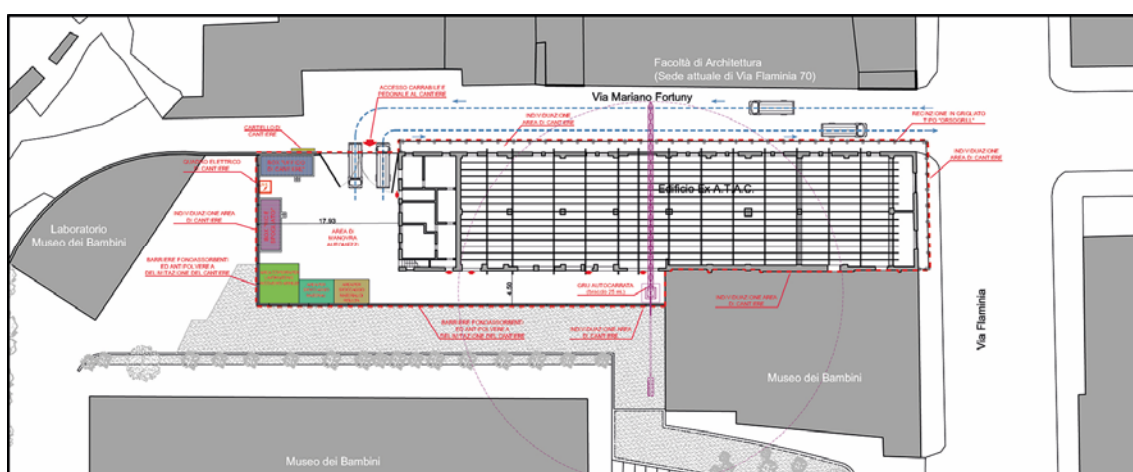 Facoltà di Architettura
(Sede attuale di Via Flaminia 70)
Via Mariano Fortuny
ACCESSO CARRABILE E
PEDONALE AL CANTIERE
INDIVIDUAZIONE
AREA DI CANTIERE
RECINZIONE IN GRIGLIATO
TIPO "ORSOGRILL"
CARTELLO DI
CANTIERE
INDIVIDUAZIONE
AREA DI CANTIERE
QUADRO ELETTRICO
DI CANTIERE
Edificio Ex A.T.A.C.
Laboratorio
Museo dei Bambini
INDIVIDUAZIONE AREA
DI CANTIERE
17.93
AREA DI
MANOVRA
AUTOMEZZI
BARRIERE FONOASSORBENTI
ED ANTIPOLVERE A
DELIMITAZIONE DEL CANTIERE
4.50
GRU AUTOCARRATA
(braccio 25 mt.)
INDIVIDUAZIONE AREA
DI CANTIERE
BARRIERE FONOASSORBENTI
ED ANTIPOLVERE A
DELIMITAZIONE DEL CANTIERE
INDIVIDUAZIONE AREA
DI CANTIERE
Via Flaminia
Museo dei Bambini
Museo dei Bambini